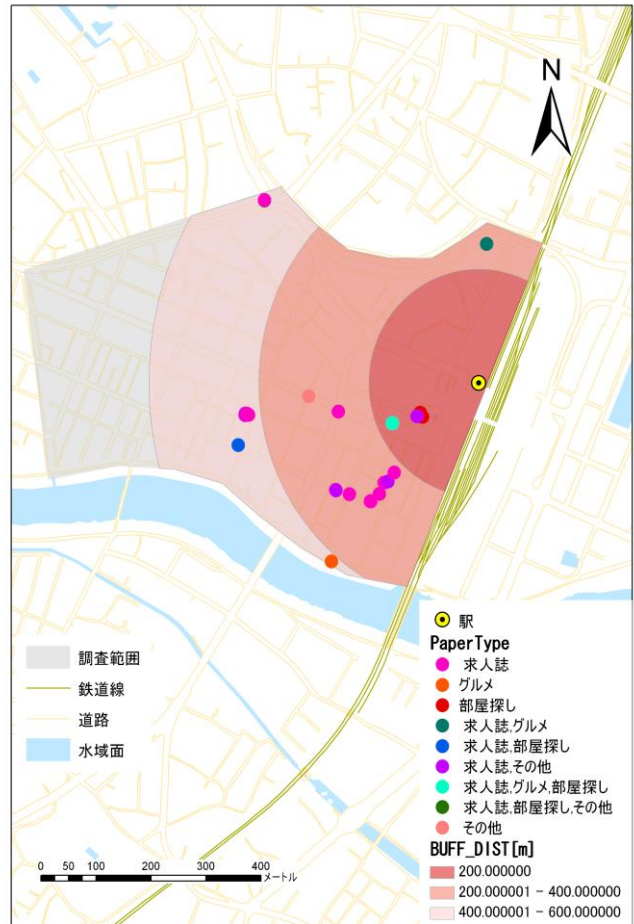 N
駅
PaperType
求人誌
グルメ
部屋探し
求人誌,グルメ
求人誌,部屋探し
求人誌,その他
求人誌,グルメ,部屋探し
求人誌,部屋探し,その他
その他
BUFF_DIST[m]
200.000000
200.000001 - 400.000000
400.000001 - 600.000000
調査範囲
鉄道線
道路
水域面
0 50 100 200 300 400
メートル